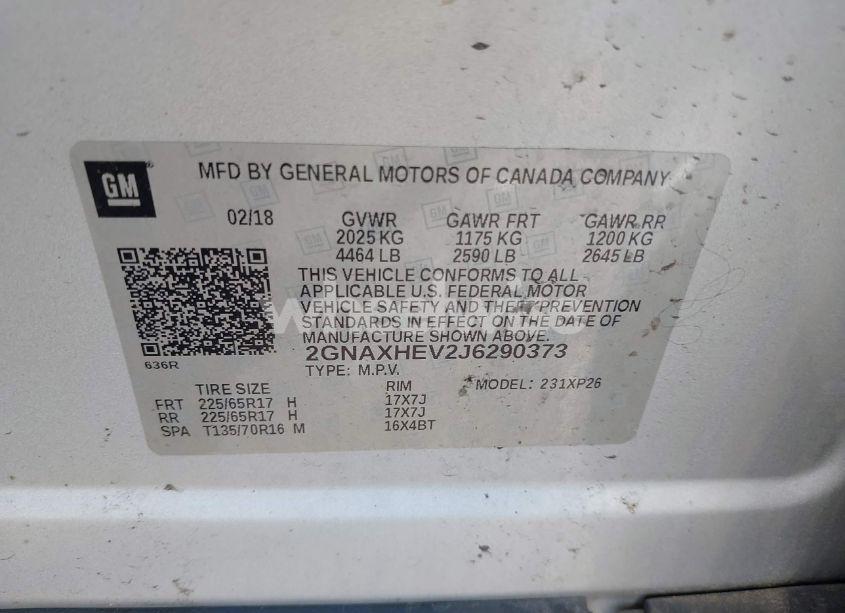 GM
MFD BY GENERAL MOTORS OF CANADA COMPANY
02/18 GVWR GAWR FRT GAWR RR
2025 KG 1175 KG 1200 KG
4464 LB 2590 LB 2645 LB
THIS VEHICLE CONFORMS TO ALL
APPLICABLE U.S. FEDERAL MOTOR
VEHICLE SAFETY AND THEFT PREVENTION
STANDARDS IN EFFECT ON THE DATE OF
MANUFACTURE SHOWN ABOVE.
2GNAXHEV2J6290373
636R
TYPE: M.P.V. MODEL: 231XP26
TIRE SIZE RIM
FRT 225/65R17 H 17X7J
RR 225/65R17 H 17X7J
SPA T135/70R16 M 16X4BT